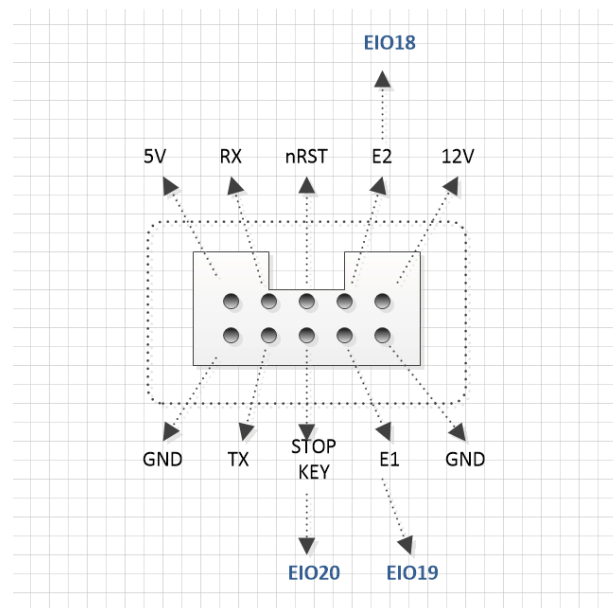 EIO18
5V RX nRST E2 12V
GND TX STOP KEY E1 GND
EIO20 EIO19